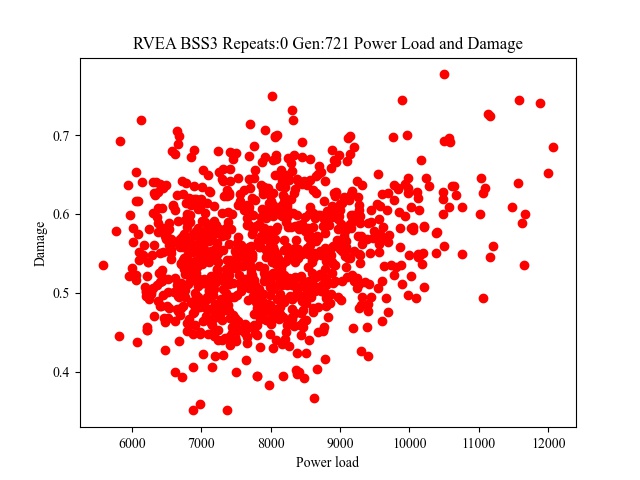 RVEA BSS3 Repeats:0 Gen:721 Power Load and Damage
0.7
0.6
0.5
0.4
Damage
6000 7000 8000 9000 10000 11000 12000
Power load